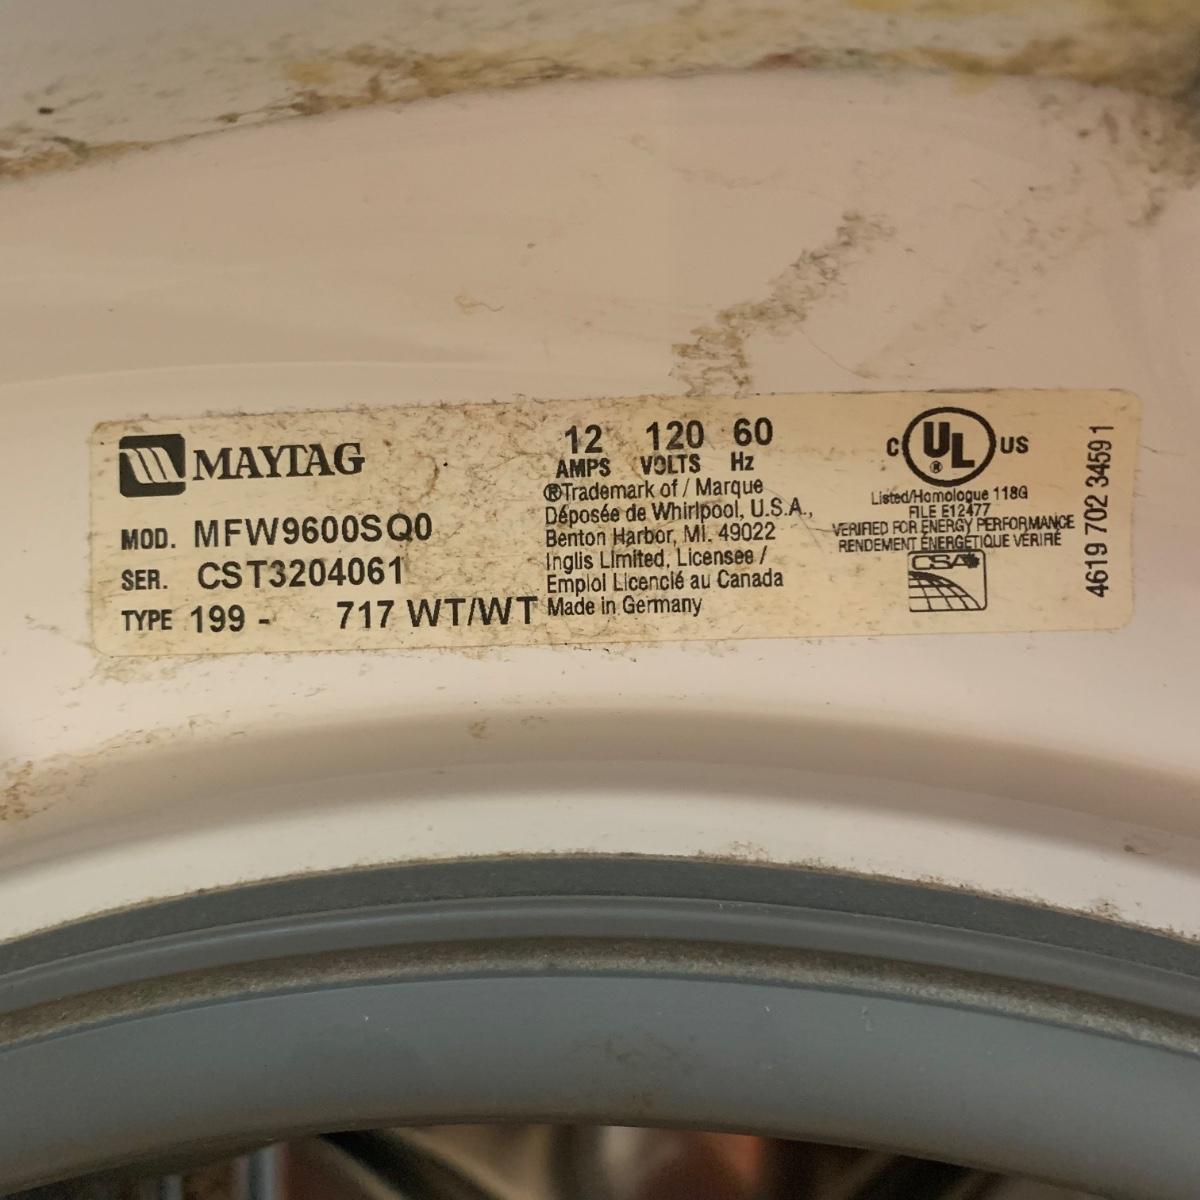 MAYTAG
MOD. MFW9600SQ0
SER. CST3204061
TYPE 199 - 717 WT/WT
12 120 60
AMPS VOLTS Hz
®Trademark of / Marque
Déposée de Whirlpool, U.S.A.,
Benton Harbor, MI. 49022
Inglis Limited, Licensee /
Emploi Licencié au Canada
Made in Germany
C UL US
®
Listed/Homologue 118G
FILE E12477
VERIFIED FOR ENERGY PERFORMANCE
RENDEMENT ÉNERGÉTIQUE VÉRIFIÉ
CSA
4619 702 34591